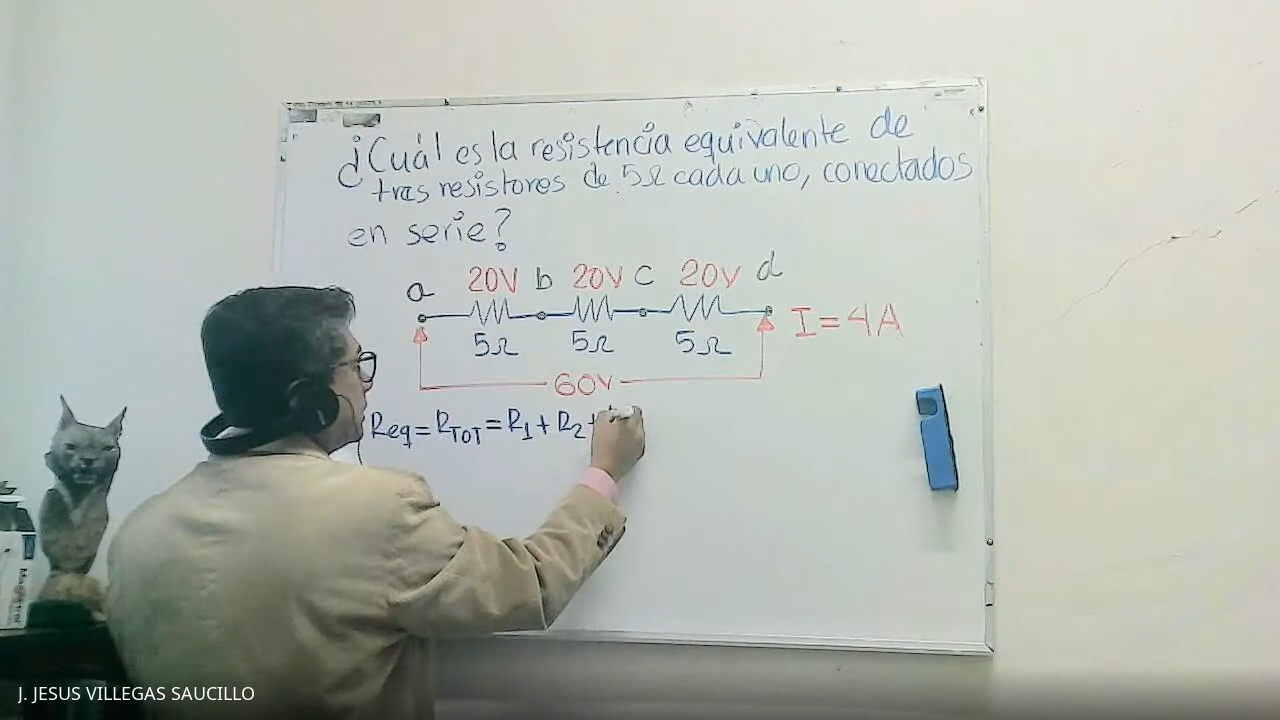 ¿Cuál es la resistencia equivalente de
tras resistores de 5Ω cada uno, conectados
en serie?
a 20V b 20V c 20V d
I=4A
5Ω 5Ω 5Ω
60V
Req=RTOT=R1+R2+
J. JESUS VILLEGAS SAUCILLO